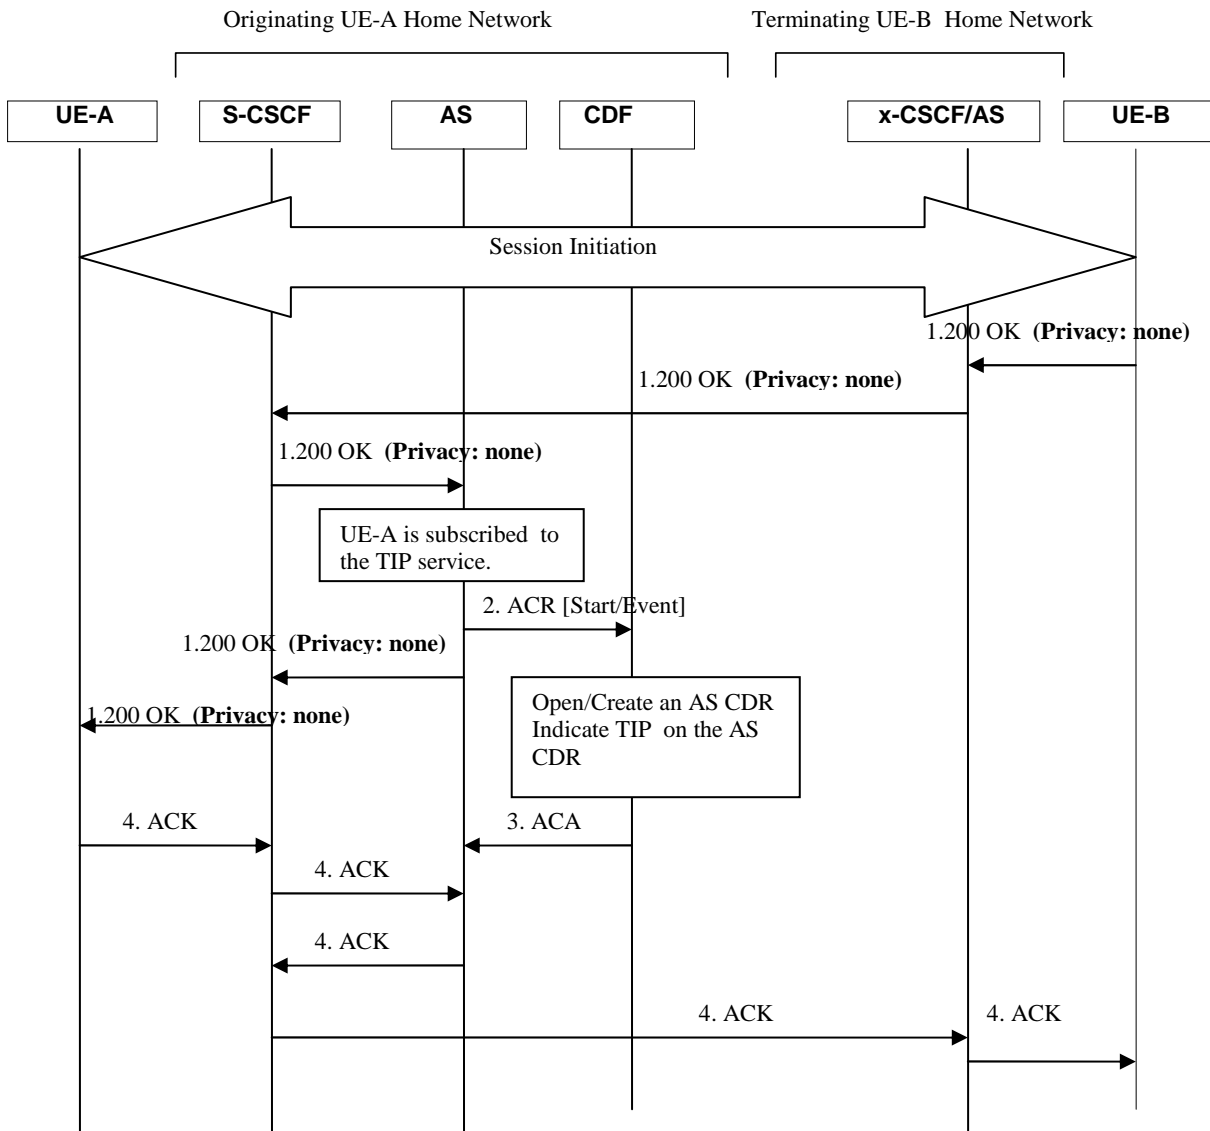 Originating UE-A Home Network
Terminating UE-B Home Network
UE-A
S-CSCF
AS
CDF
x-CSCF/AS
UE-B
Session Initiation
1.200 OK (Privacy: none)
1.200 OK (Privacy: none)
1.200 OK (Privacy: none)
UE-A is subscribed to
the TIP service.
2. ACR [Start/Event]
1.200 OK (Privacy: none)
Open/Create an AS CDR
Indicate TIP on the AS
CDR
1.200 OK (Privacy: none)
4. ACK
3. ACA
4. ACK
4. ACK
4. ACK
4. ACK